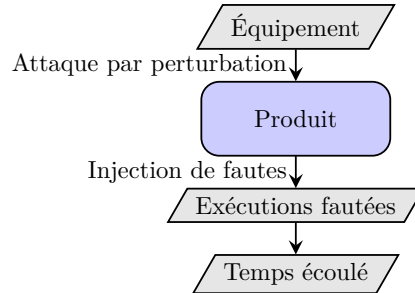 Équipement
Attaque par perturbation
Produit
Injection de fautes
Exécutions fautées
Temps écoulé